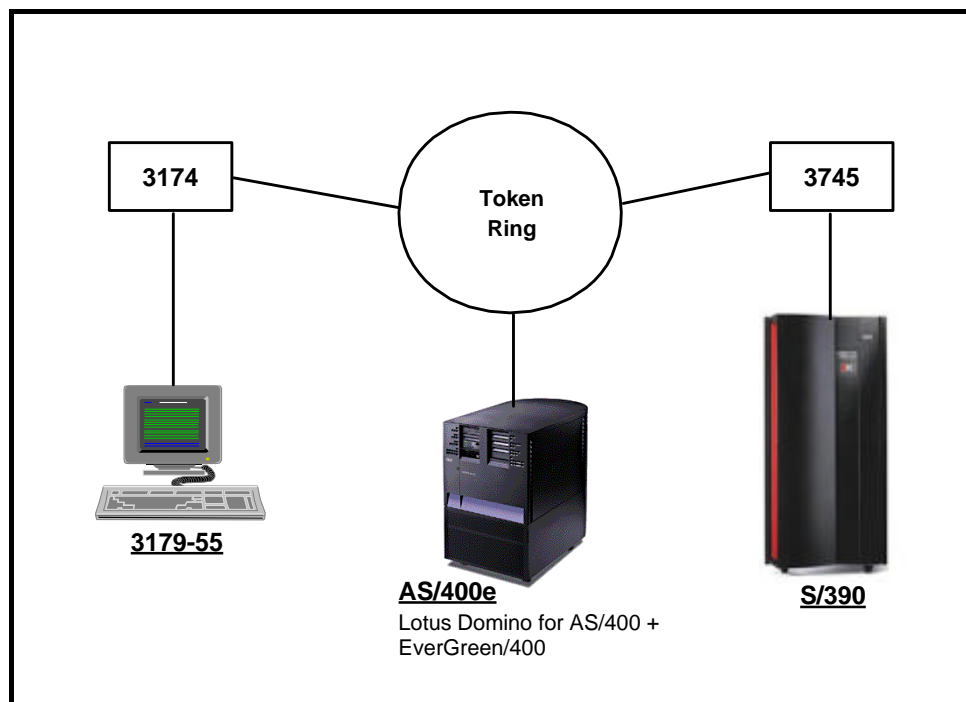 3174
3745
Token
Ring
3179-55
AS/400e
Lotus Domino for AS/400 +
EverGreen/400
S/390